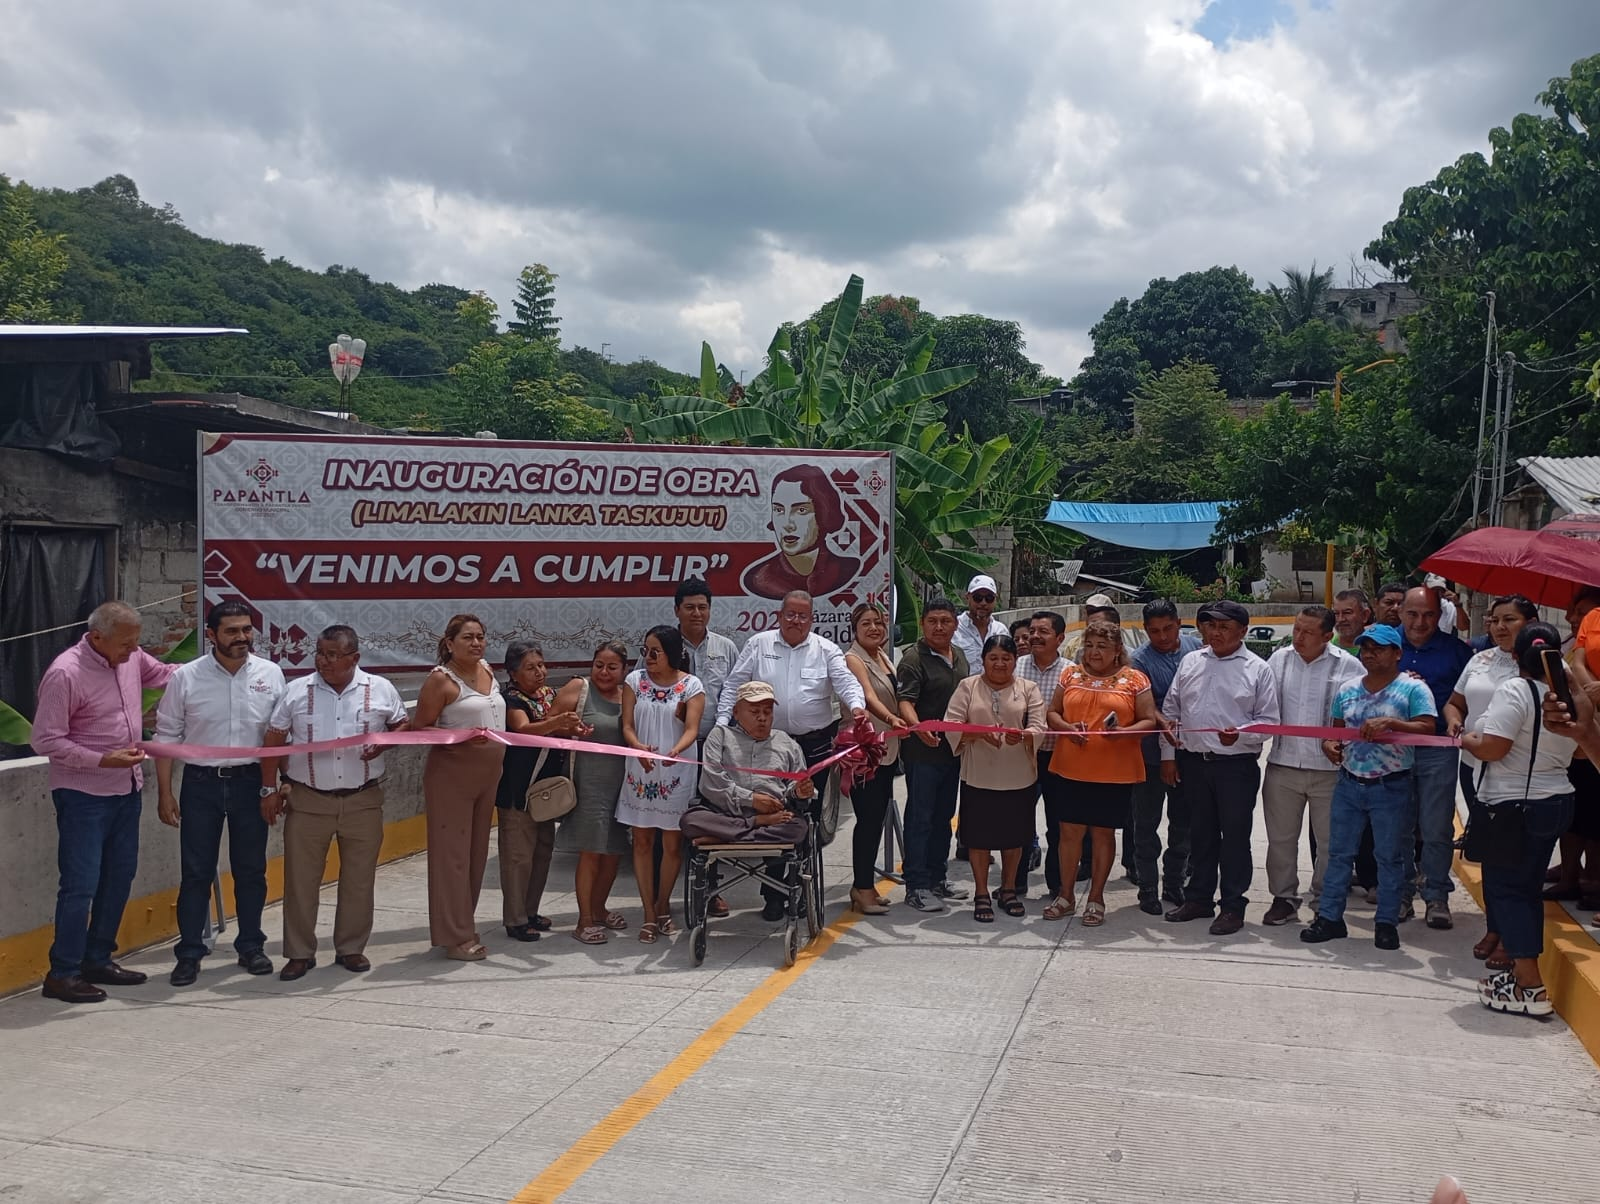 PAPANTLA
INAUGURACIÓN DE OBRA
(LIMALAKIN LANKA TASKUJUT)
"VENIMOS A CUMPLIR"